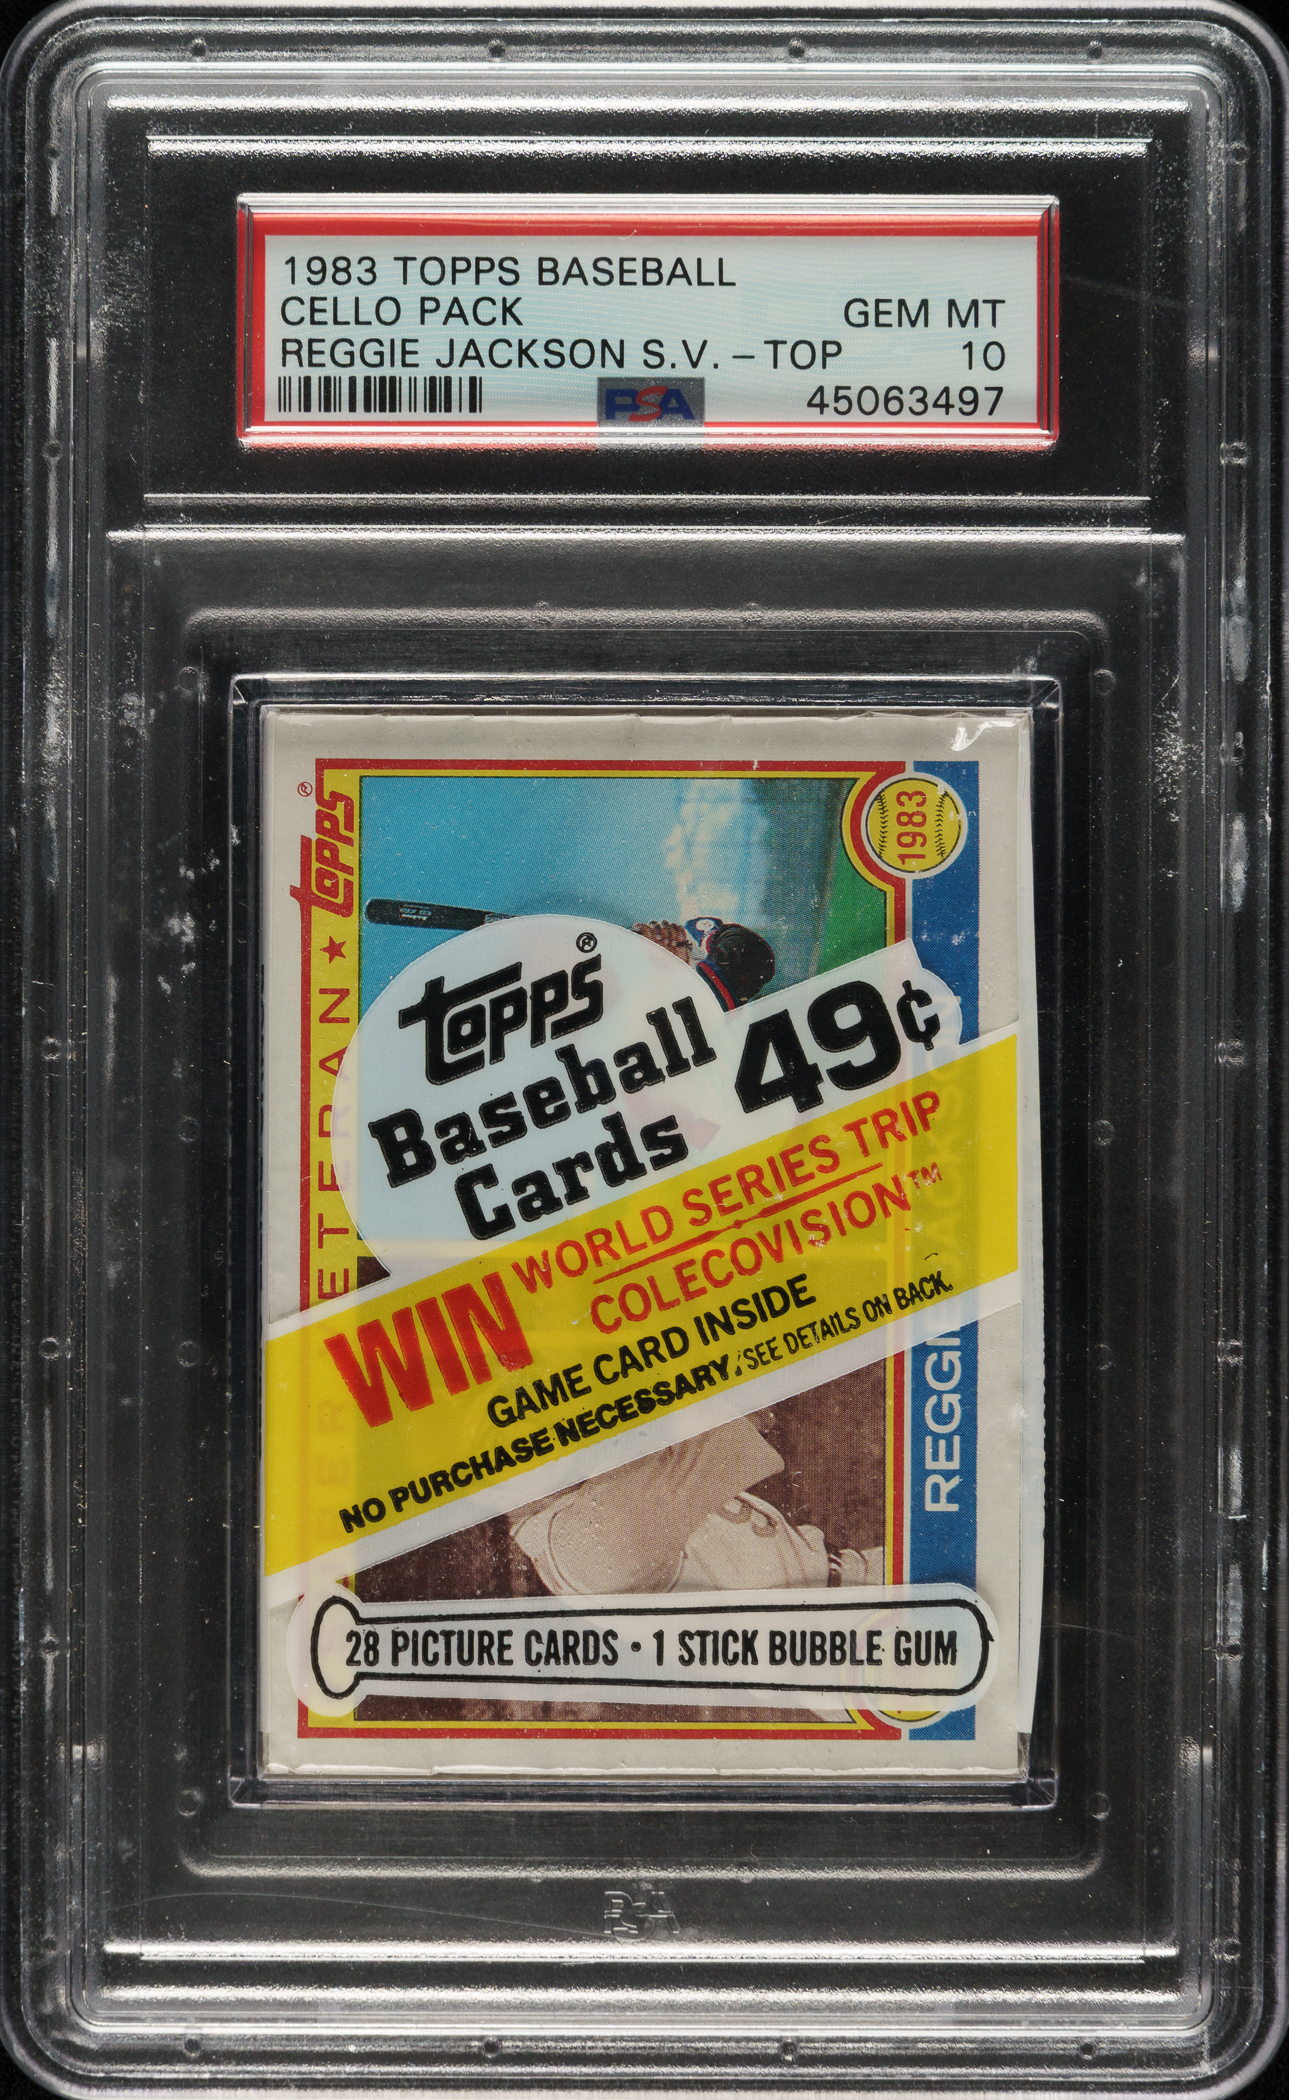 1983 TOPPS BASEBALL
CELLO PACK
GEM MT
REGGIE JACKSON S.V. – TOP
10
PSA
45063497
topps®
1983
ETERAN ★ topps®
topps®
Baseball
Cards
49¢
WIN
WORLD SERIES TRIP
COLECOVISION™
GAME CARD INSIDE
NO PURCHASE NECESSARY. SEE DETAILS ON BACK.
REGGIE JACKSON
28 PICTURE CARDS • 1 STICK BUBBLE GUM
PSA